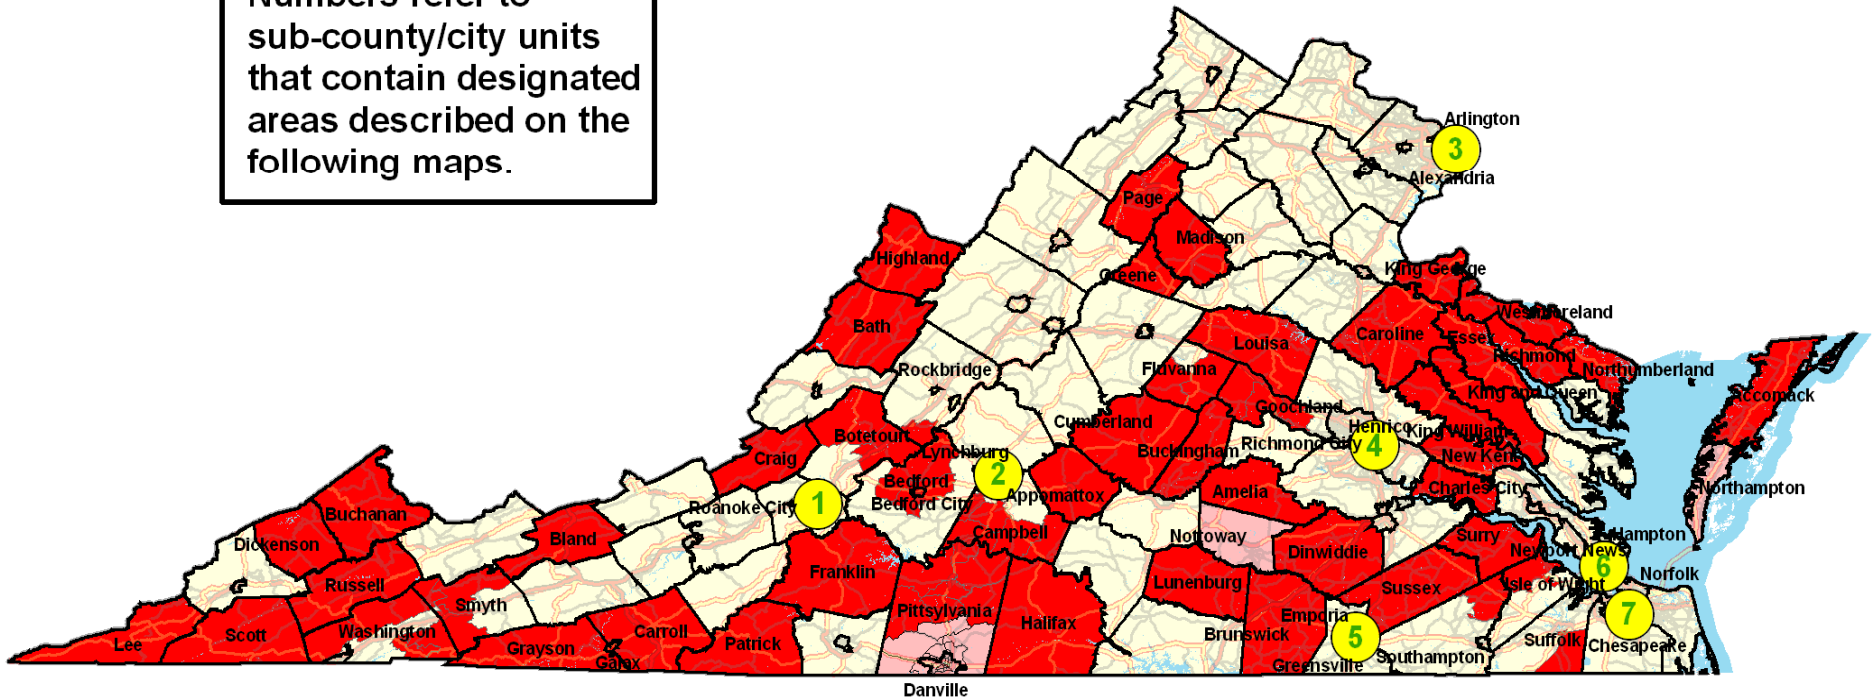 Numbers refer to
sub-county/city units
that contain designated
areas described on the
following maps.
Arlington
3
Alexandria
Page
Madison
Highland
Greene
King George
Bath
Westmoreland
Caroline
Essex
Louisa
Richmond
Rockbridge
Fluvanna
Northumberland
King and Queen
Accomack
Goochland
Cumberland
Henrico
King William
Botetourt
Richmond City
4
Lynchburg
Buckingham
New Kent
Craig
2
Bedford
Appomattox
Amelia
Charles City
Northampton
Bedford City
Roanoke City
1
Buchanan
Campbell
Nottoway
Surry
Hampton
Dickenson
Bland
Dinwiddie
Newport News
6
Franklin
Norfolk
Russell
Lunenburg
Sussex
Isle of Wight
Smyth
Pittsylvania
Emporia
7
Washington
Carroll
Halifax
Brunswick
5
Scott
Lee
Patrick
Suffolk
Chesapeake
Grayson
Galax
Greensville
Southampton
Danville